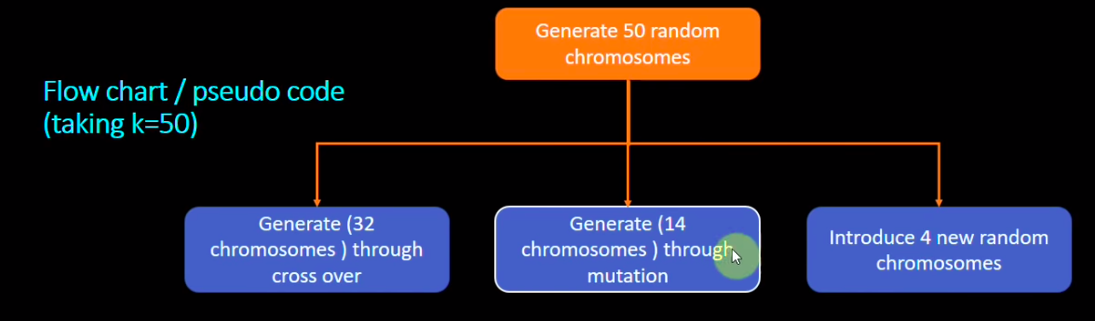 Generate 50 random
chromosomes
Flow chart / pseudo code
(taking k=50)
Generate (32
chromosomes ) through
cross over
Generate (14
chromosomes ) through
mutation
Introduce 4 new random
chromosomes